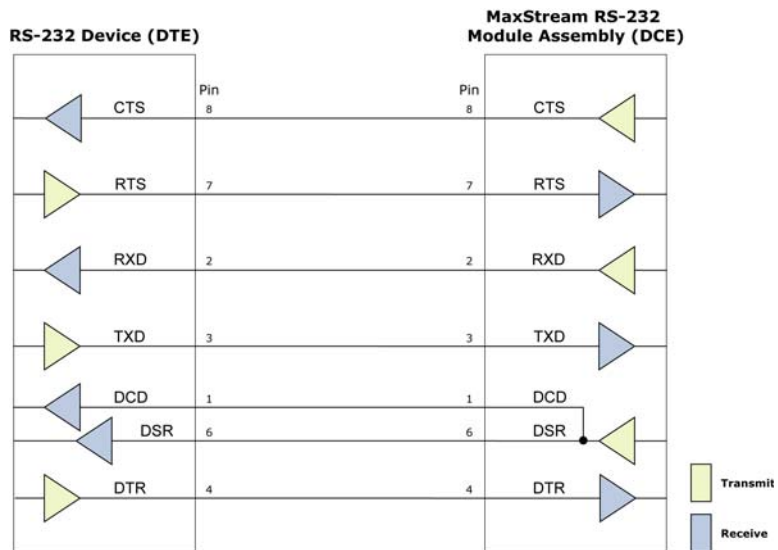 RS-232 Device (DTE)
MaxStream RS-232
Module Assembly (DCE)
Pin
Pin
CTS 8 8 CTS
RTS 7 7 RTS
RXD 2 2 RXD
TXD 3 3 TXD
DCD 1 1 DCD
DSR 6 6 DSR
DTR 4 4 DTR
Transmit
Receive